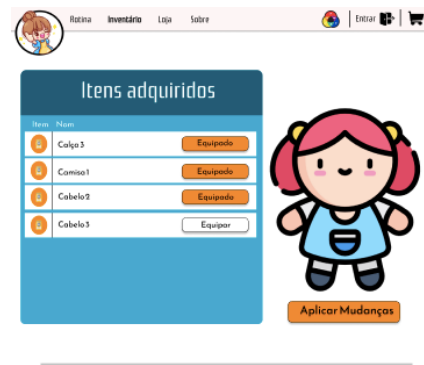 Rotina Inventário Loja Sobre Entrar
Itens adquiridos
Item Nom
Calça 3 Equipado
Camisa 1 Equipado
Cabelo 2 Equipado
Cabelo 3 Equipar
Aplicar Mudanças